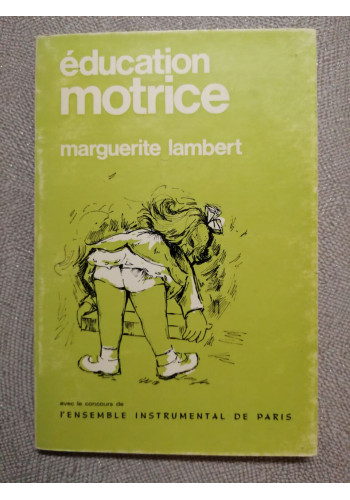 éducation
motrice
marguerite lambert
avec le concours de
l'ENSEMBLE INSTRUMENTAL DE PARIS